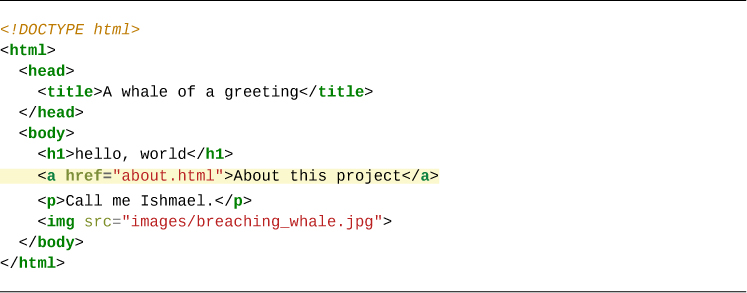 <!DOCTYPE html>
<html>
  <head>
    <title>A whale of a greeting</title>
  </head>
  <body>
    <h1>hello, world</h1>
    <a href="about.html">About this project</a>
    <p>Call me Ishmael.</p>
    <img src="images/breaching_whale.jpg">
  </body>
</html>